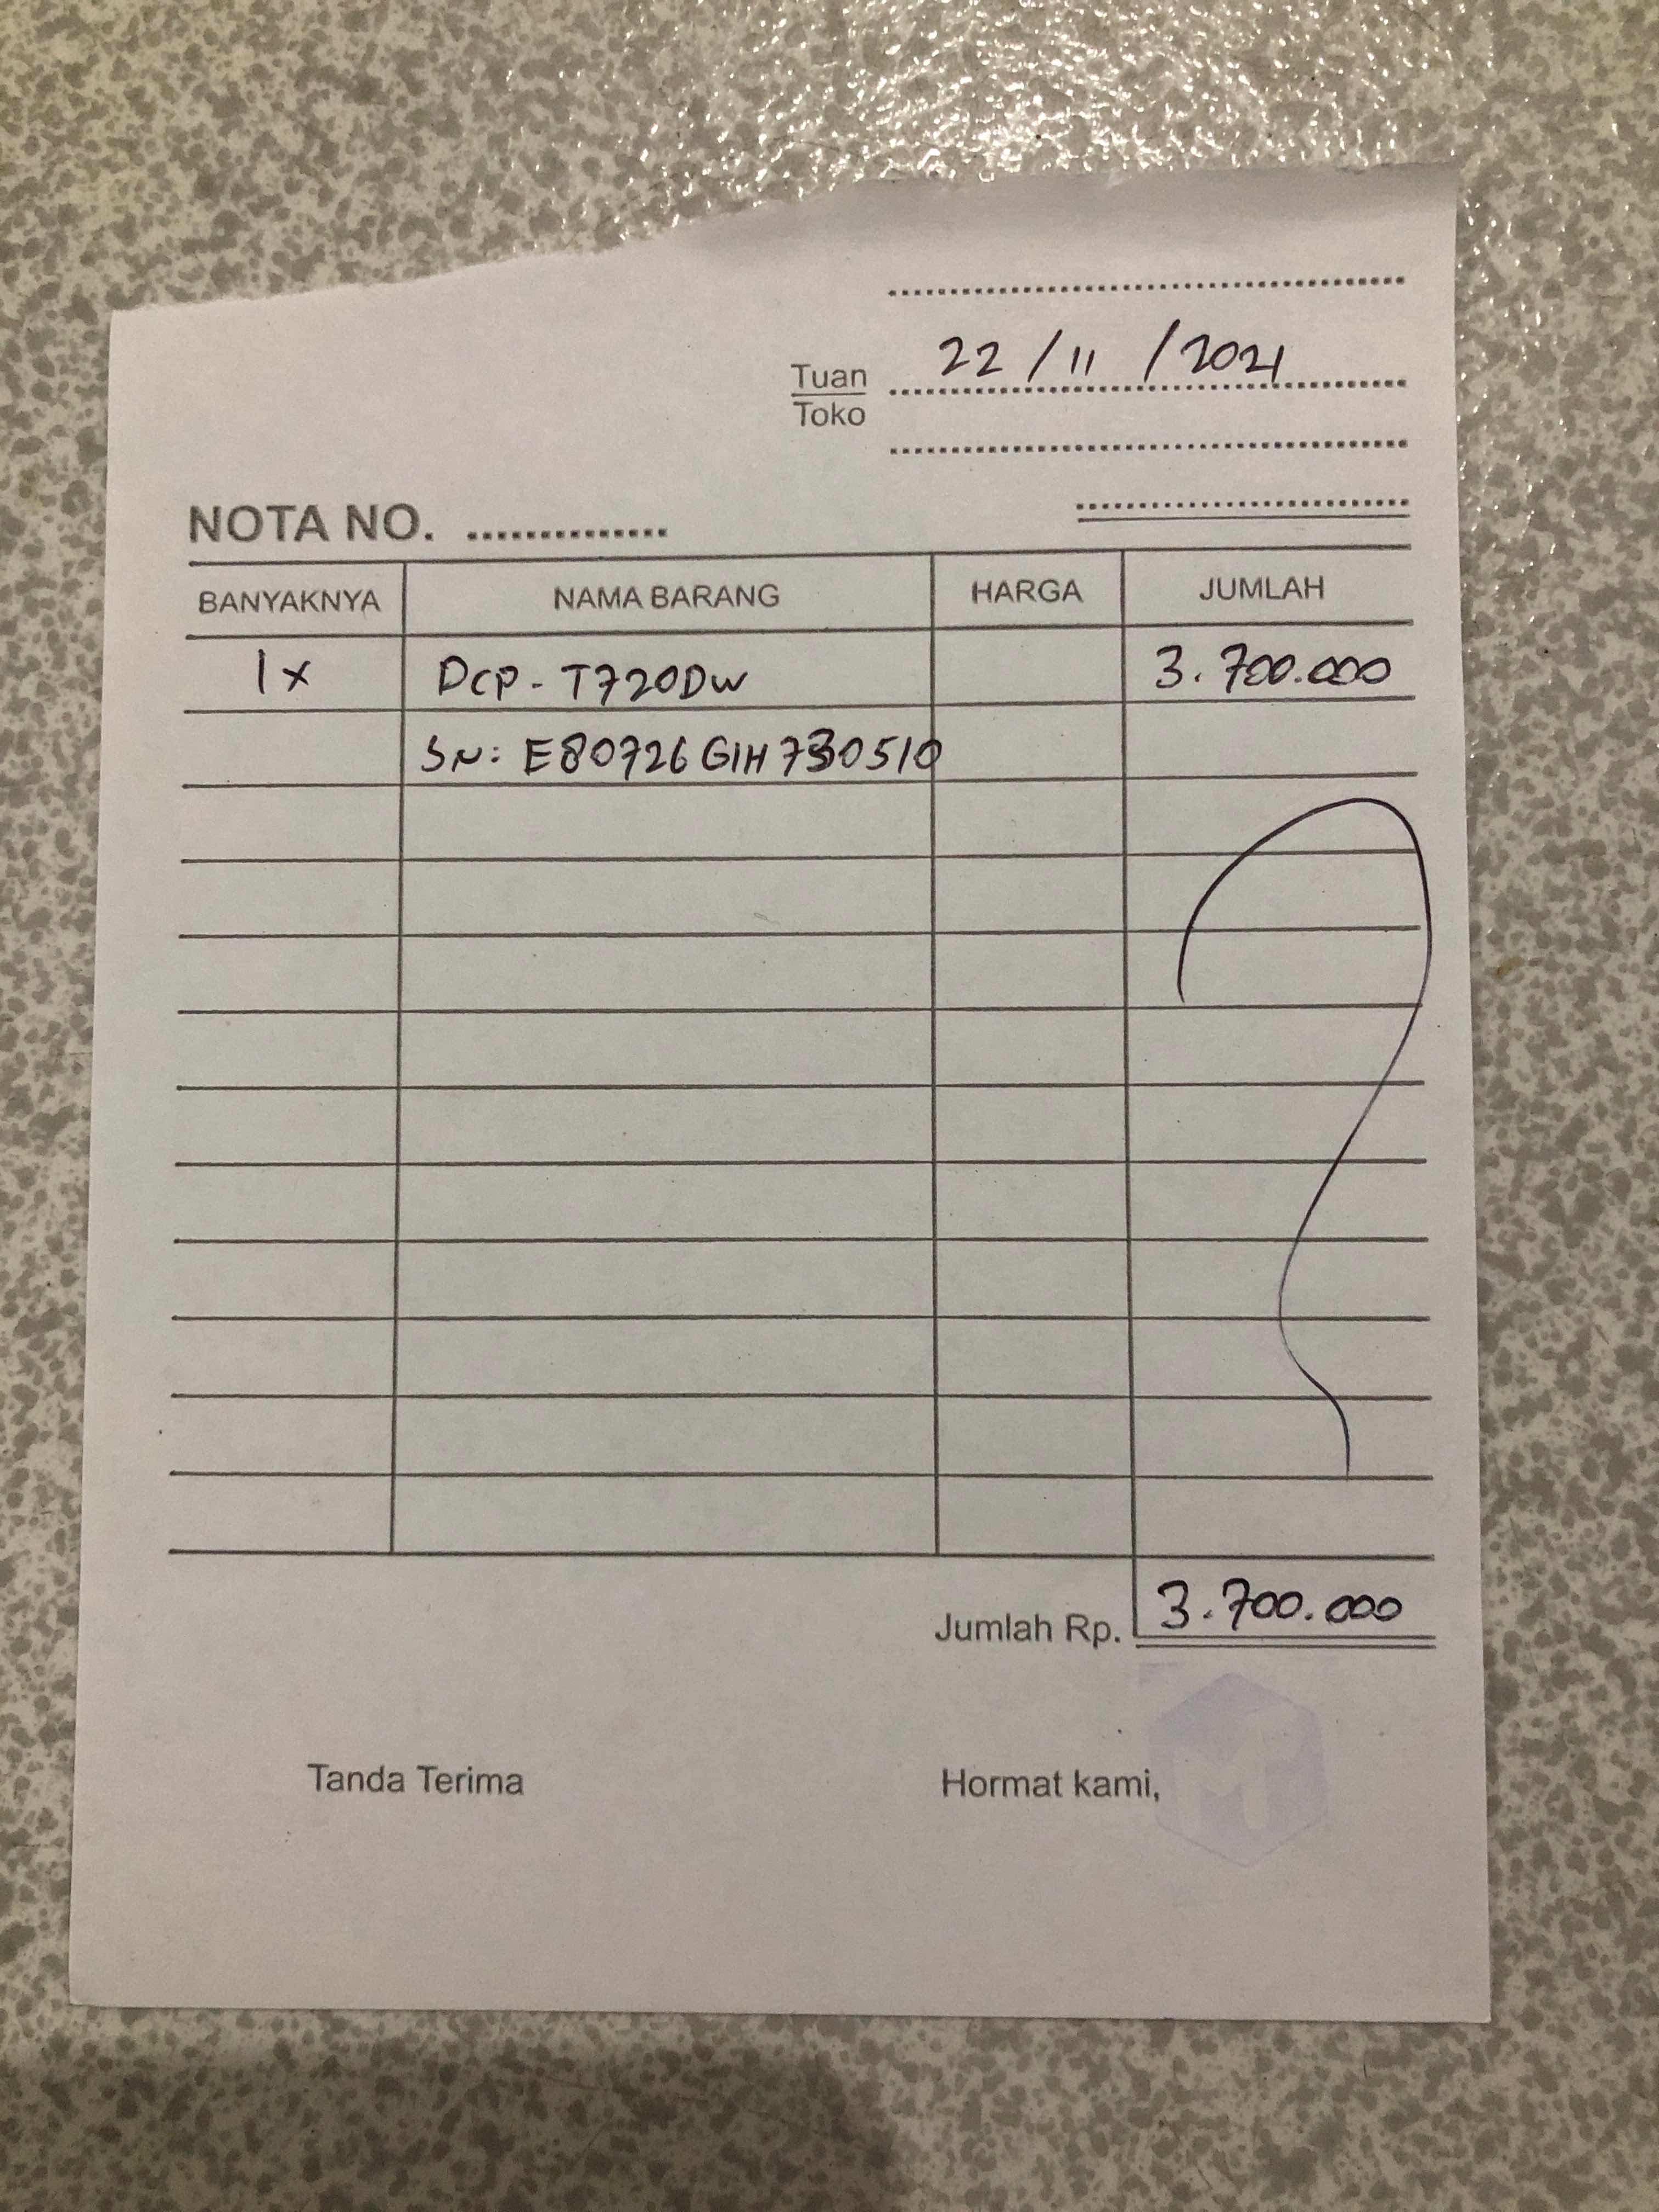 22 / 11 / 2021
Tuan
Toko
NOTA NO. ..............
BANYAKNYA NAMA BARANG HARGA JUMLAH
1x DCP - T720DW 3.700.000
SN: E80726G1H730510
Jumlah Rp. 3.700.000
Tanda Terima Hormat kami,